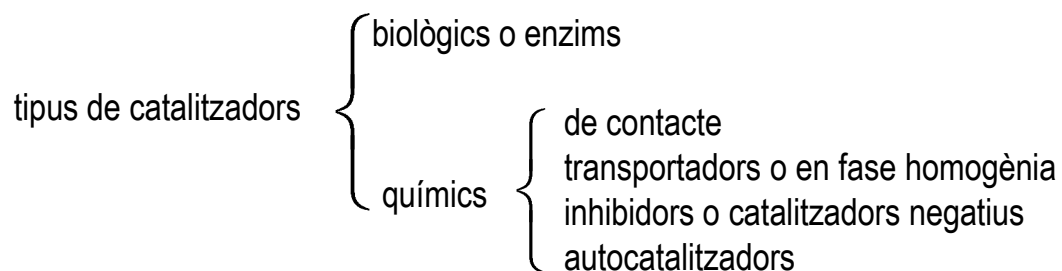 biològics o enzims
tipus de catalitzadors
de contacte
transportadors o en fase homogènia
químics
inhibidors o catalitzadors negatius
autocatalitzadors